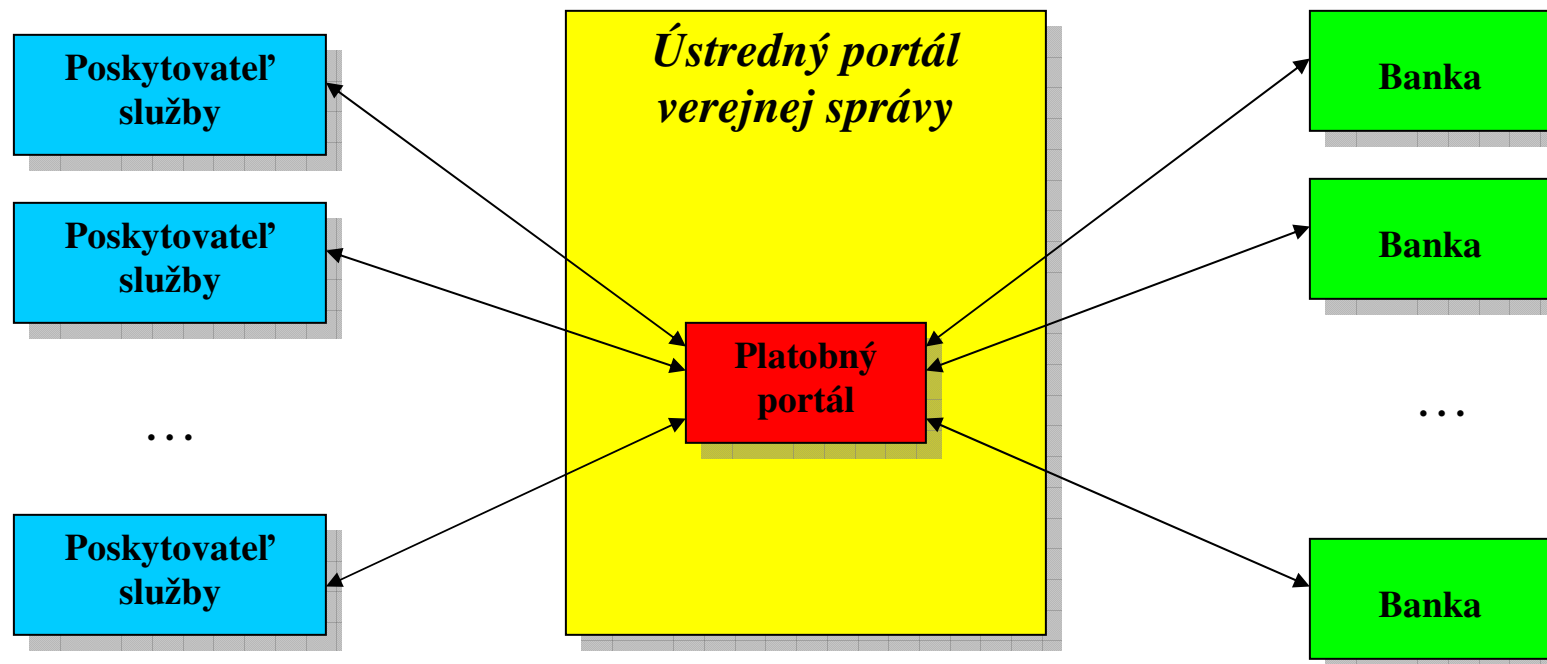 Poskytovateľ
služby
Poskytovateľ
služby
…
Poskytovateľ
služby
Ústredný portál
verejnej správy
Platobný
portál
Banka
Banka
…
Banka